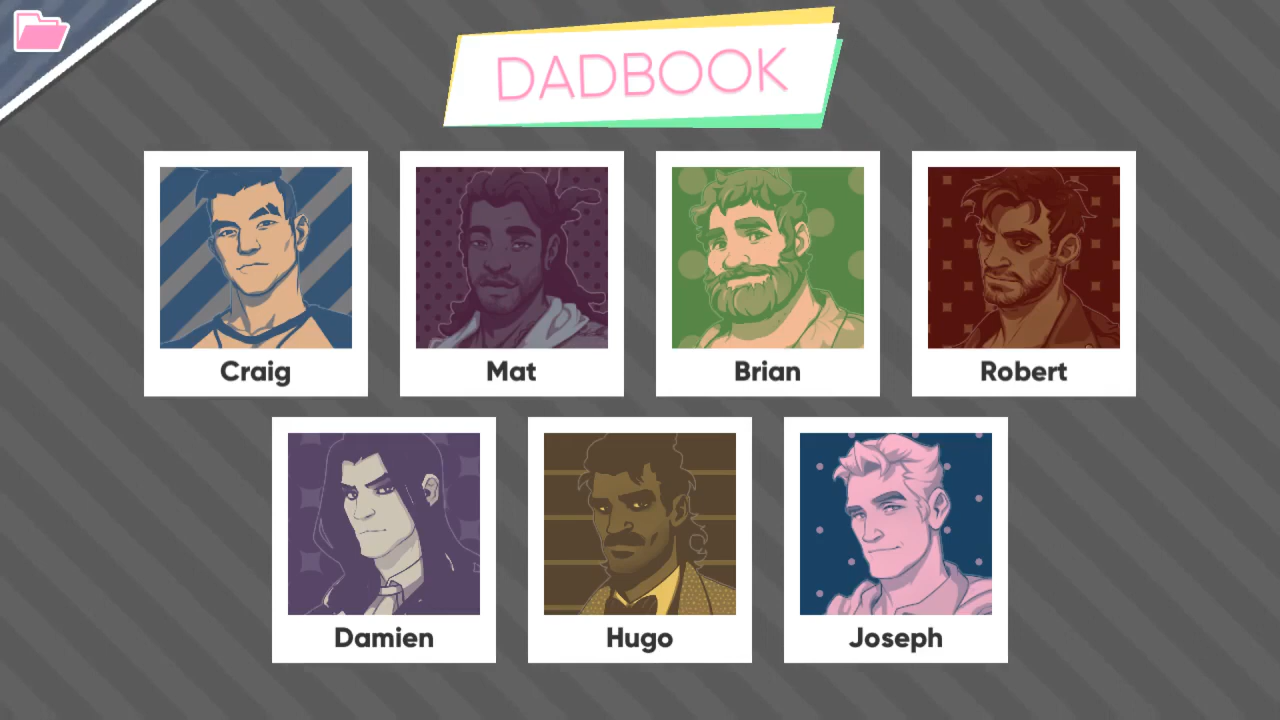 DADBOOK
Craig
Mat
Brian
Robert
Damien
Hugo
Joseph